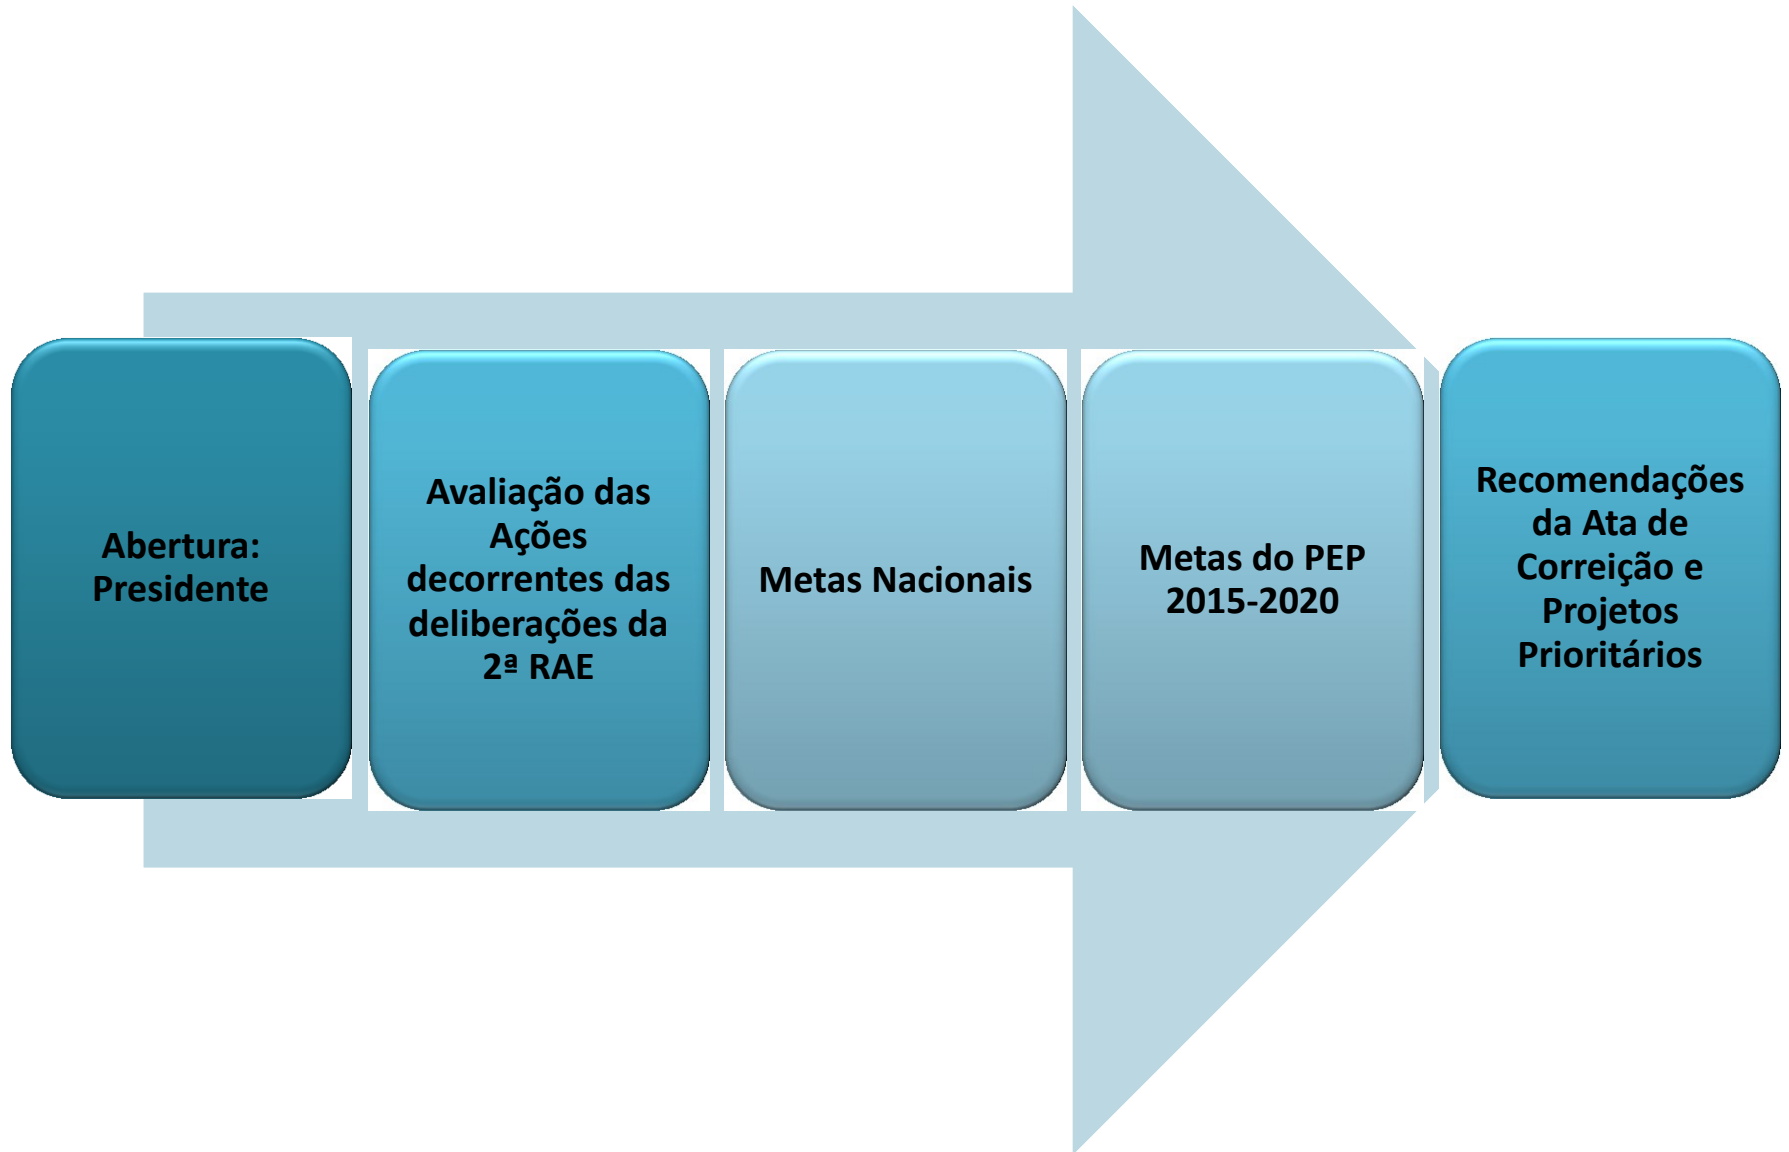 Abertura:
Presidente
Avaliação das
Ações
decorrentes das
deliberações da
2ª RAE
Metas Nacionais
Metas do PEP
2015-2020
Recomendações
da Ata de
Correição e
Projetos
Prioritários